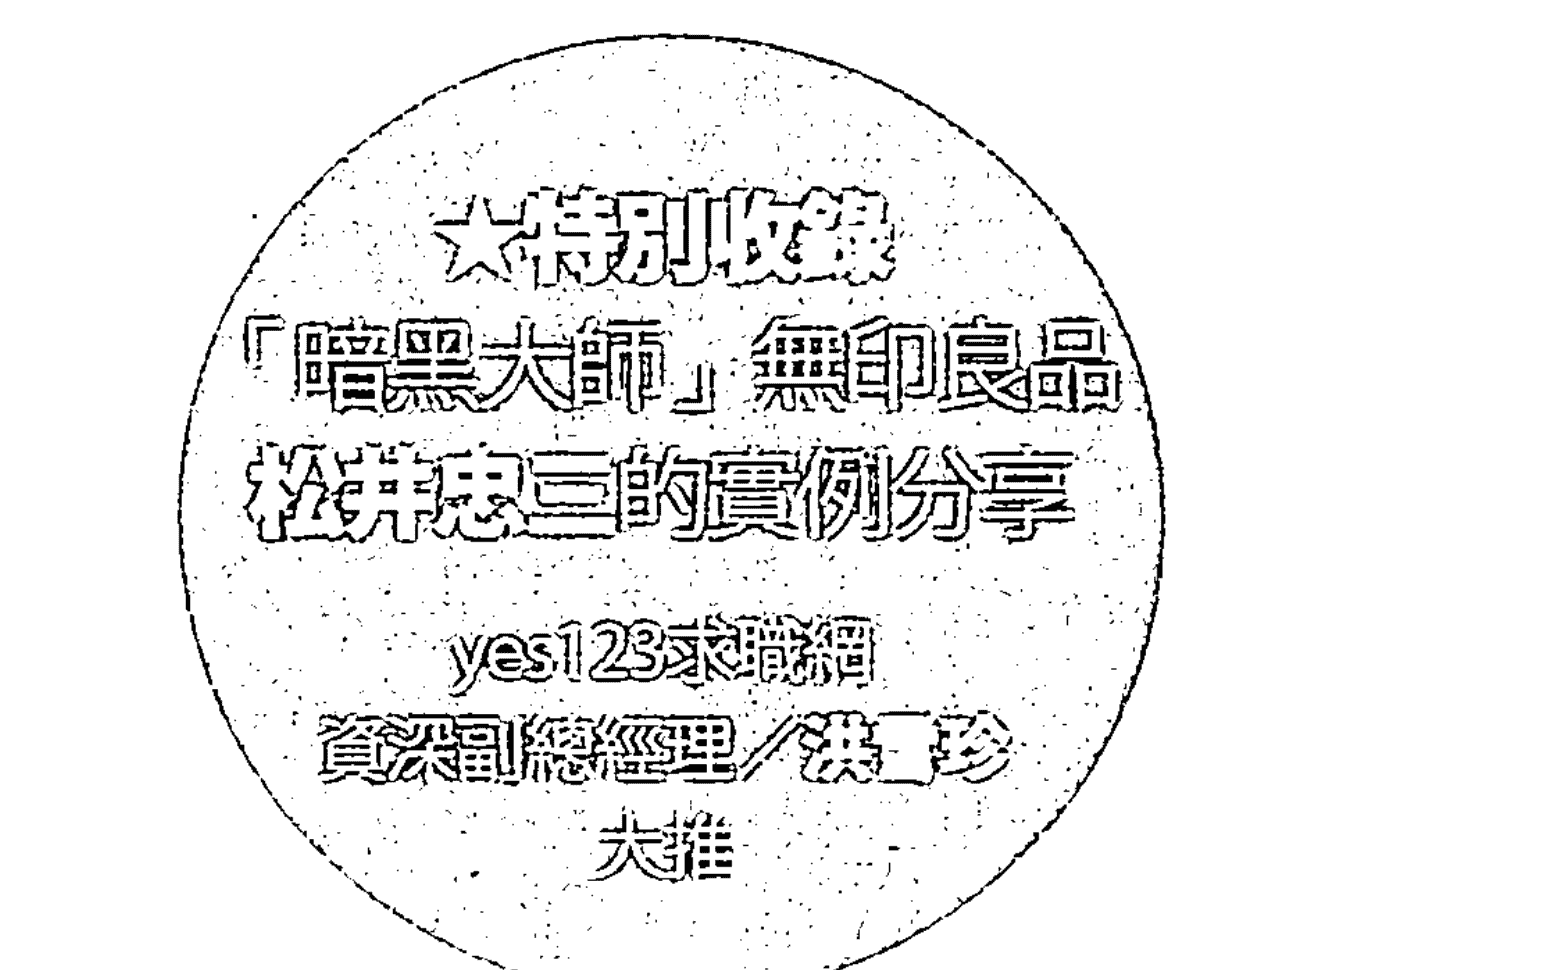 ★特別收錄
「暗黑大師」無印良品
松井忠三的實例分享
yes123求職網
資深副總經理／洪雪珍
大推